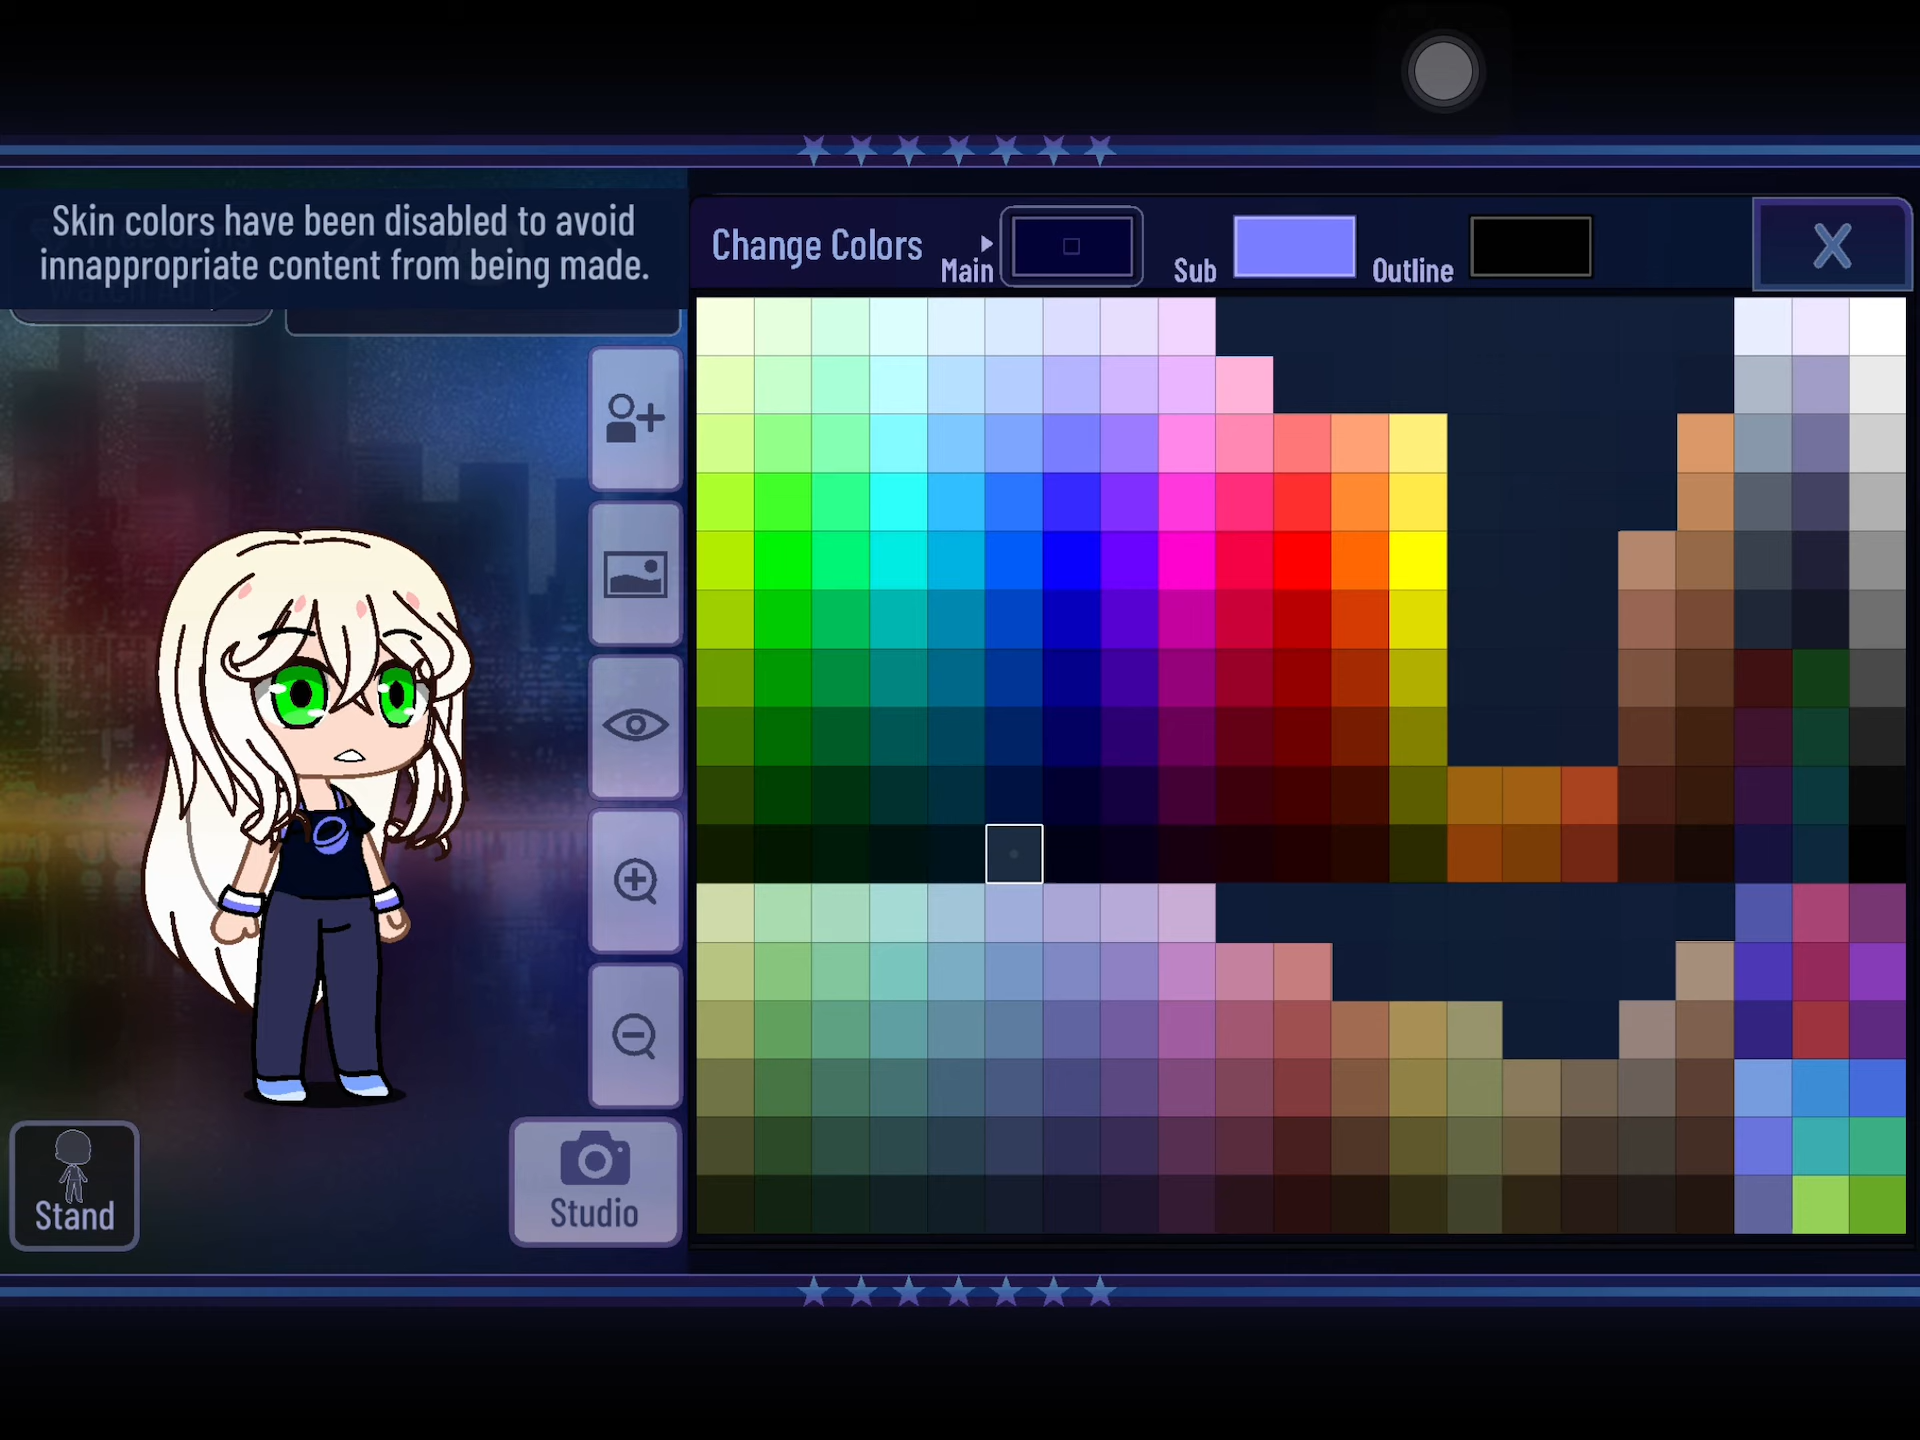 Skin colors have been disabled to avoid
innappropriate content from being made.
Change Colors
Main
Sub
Outline
X
Stand
Studio